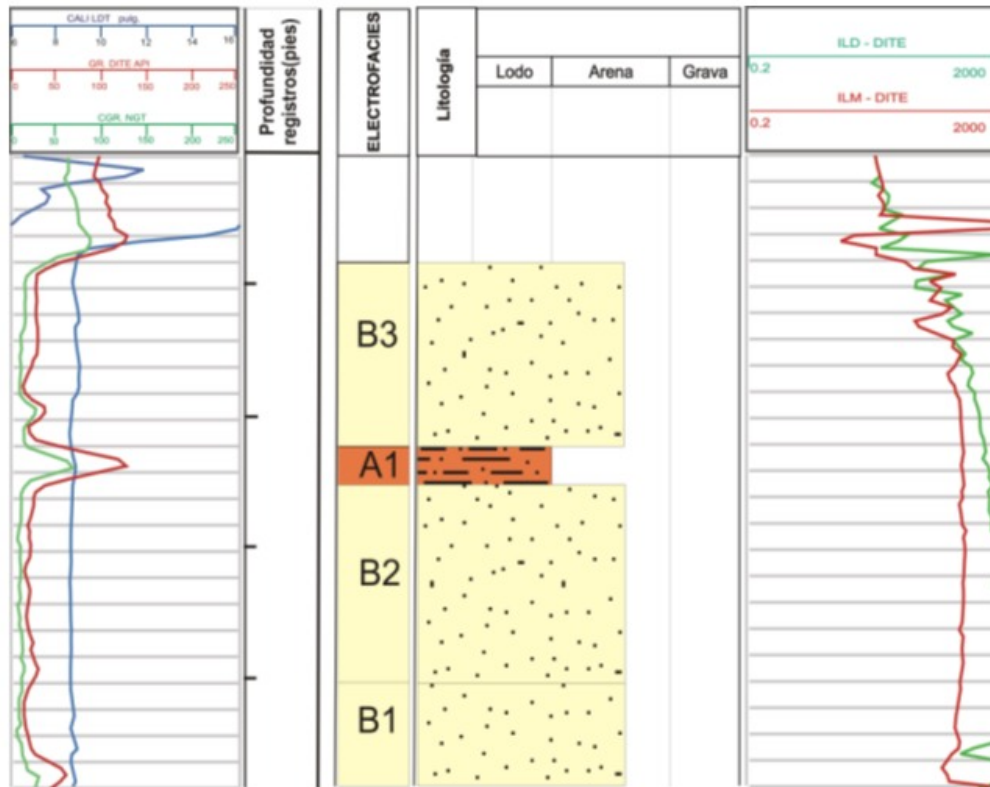 CALI LDT pulg.
6 8 10 12 14 16
GR. DITE API
0 50 100 150 200 250
CGR. NGT
0 50 100 150 200 250
Profundidad
registros(pies)
ELECTROFACIES
Litología
Lodo Arena Grava
ILD - DITE
0.2 2000
ILM - DITE
0.2 2000
B3
A1
B2
B1